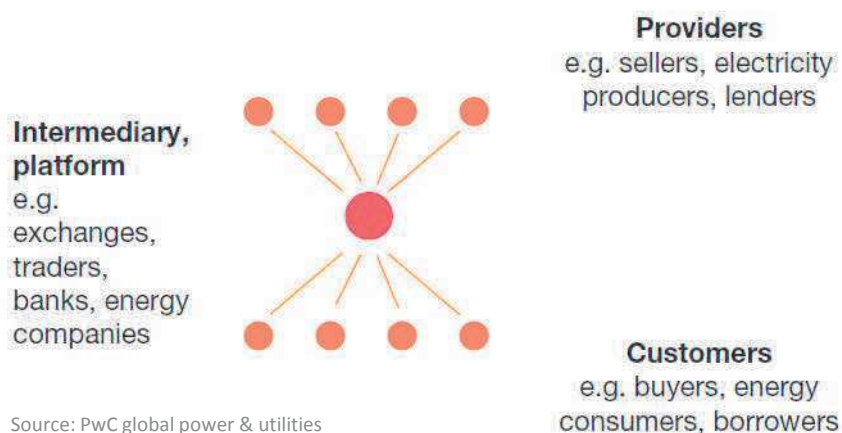 Providers
e.g. sellers, electricity
producers, lenders
Intermediary,
platform
e.g.
exchanges,
traders,
banks, energy
companies
Customers
e.g. buyers, energy
consumers, borrowers
Source: PwC global power & utilities